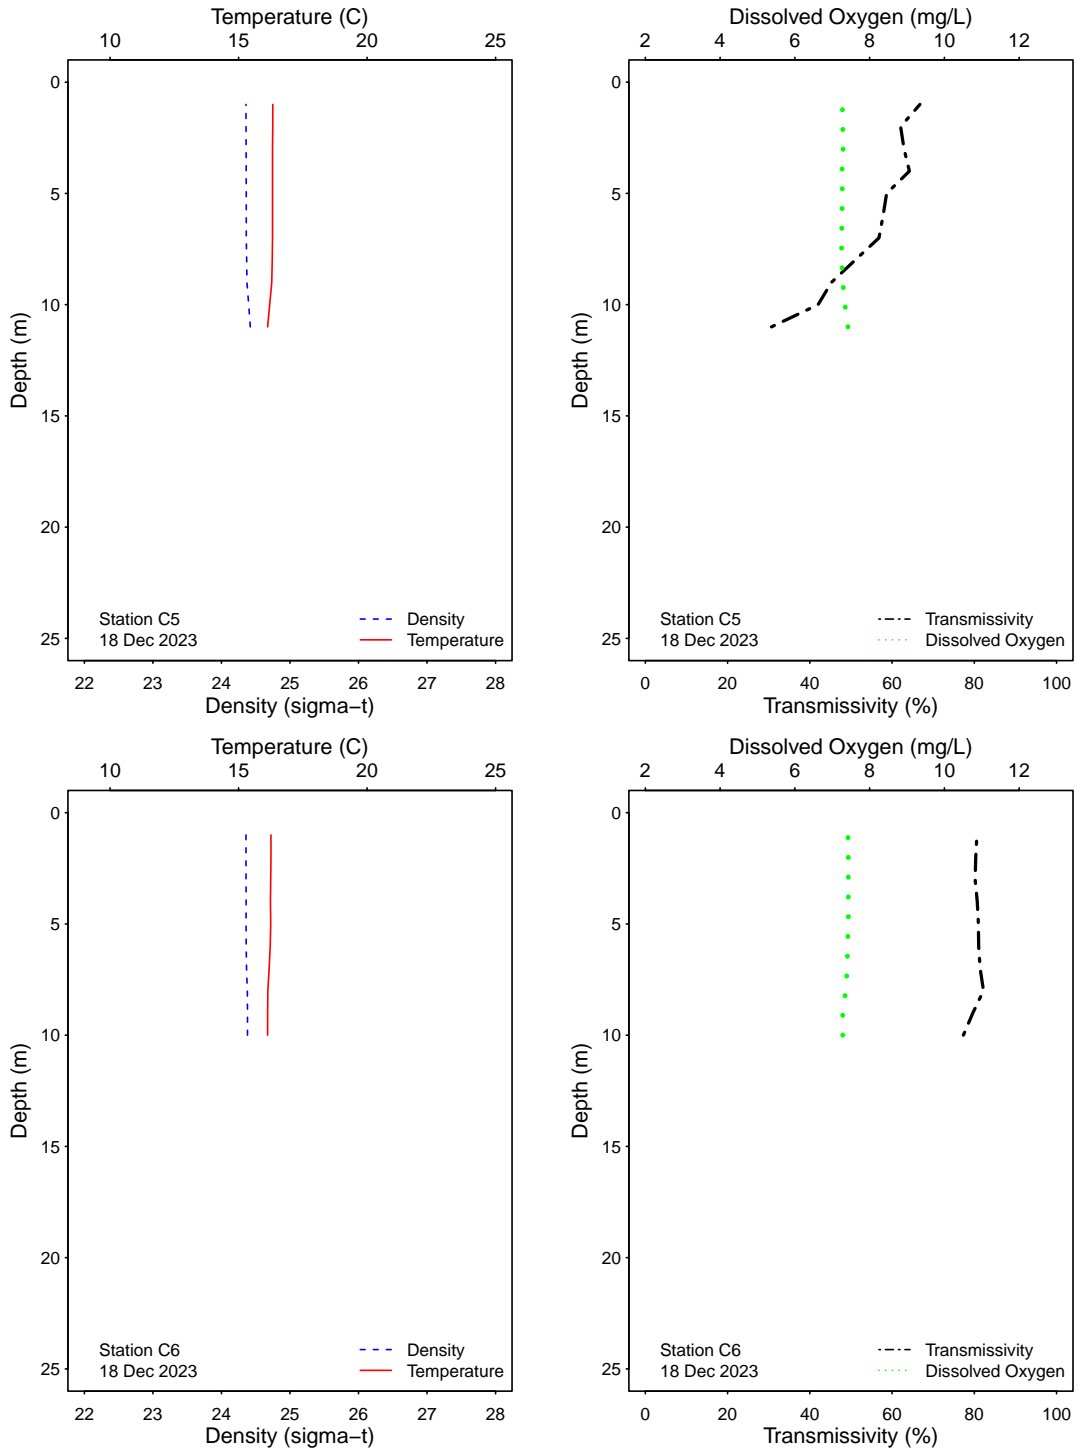 Temperature (C)
10 15 20 25
0
5
10
15
20
25
Depth (m)
Station C5
18 Dec 2023
Density
Temperature
22 23 24 25 26 27 28
Density (sigma−t)
Dissolved Oxygen (mg/L)
2 4 6 8 10 12
0
5
10
15
20
25
Depth (m)
Station C5
18 Dec 2023
Transmissivity
Dissolved Oxygen
0 20 40 60 80 100
Transmissivity (%)
Temperature (C)
10 15 20 25
0
5
10
15
20
25
Depth (m)
Station C6
18 Dec 2023
Density
Temperature
22 23 24 25 26 27 28
Density (sigma−t)
Dissolved Oxygen (mg/L)
2 4 6 8 10 12
0
5
10
15
20
25
Depth (m)
Station C6
18 Dec 2023
Transmissivity
Dissolved Oxygen
0 20 40 60 80 100
Transmissivity (%)